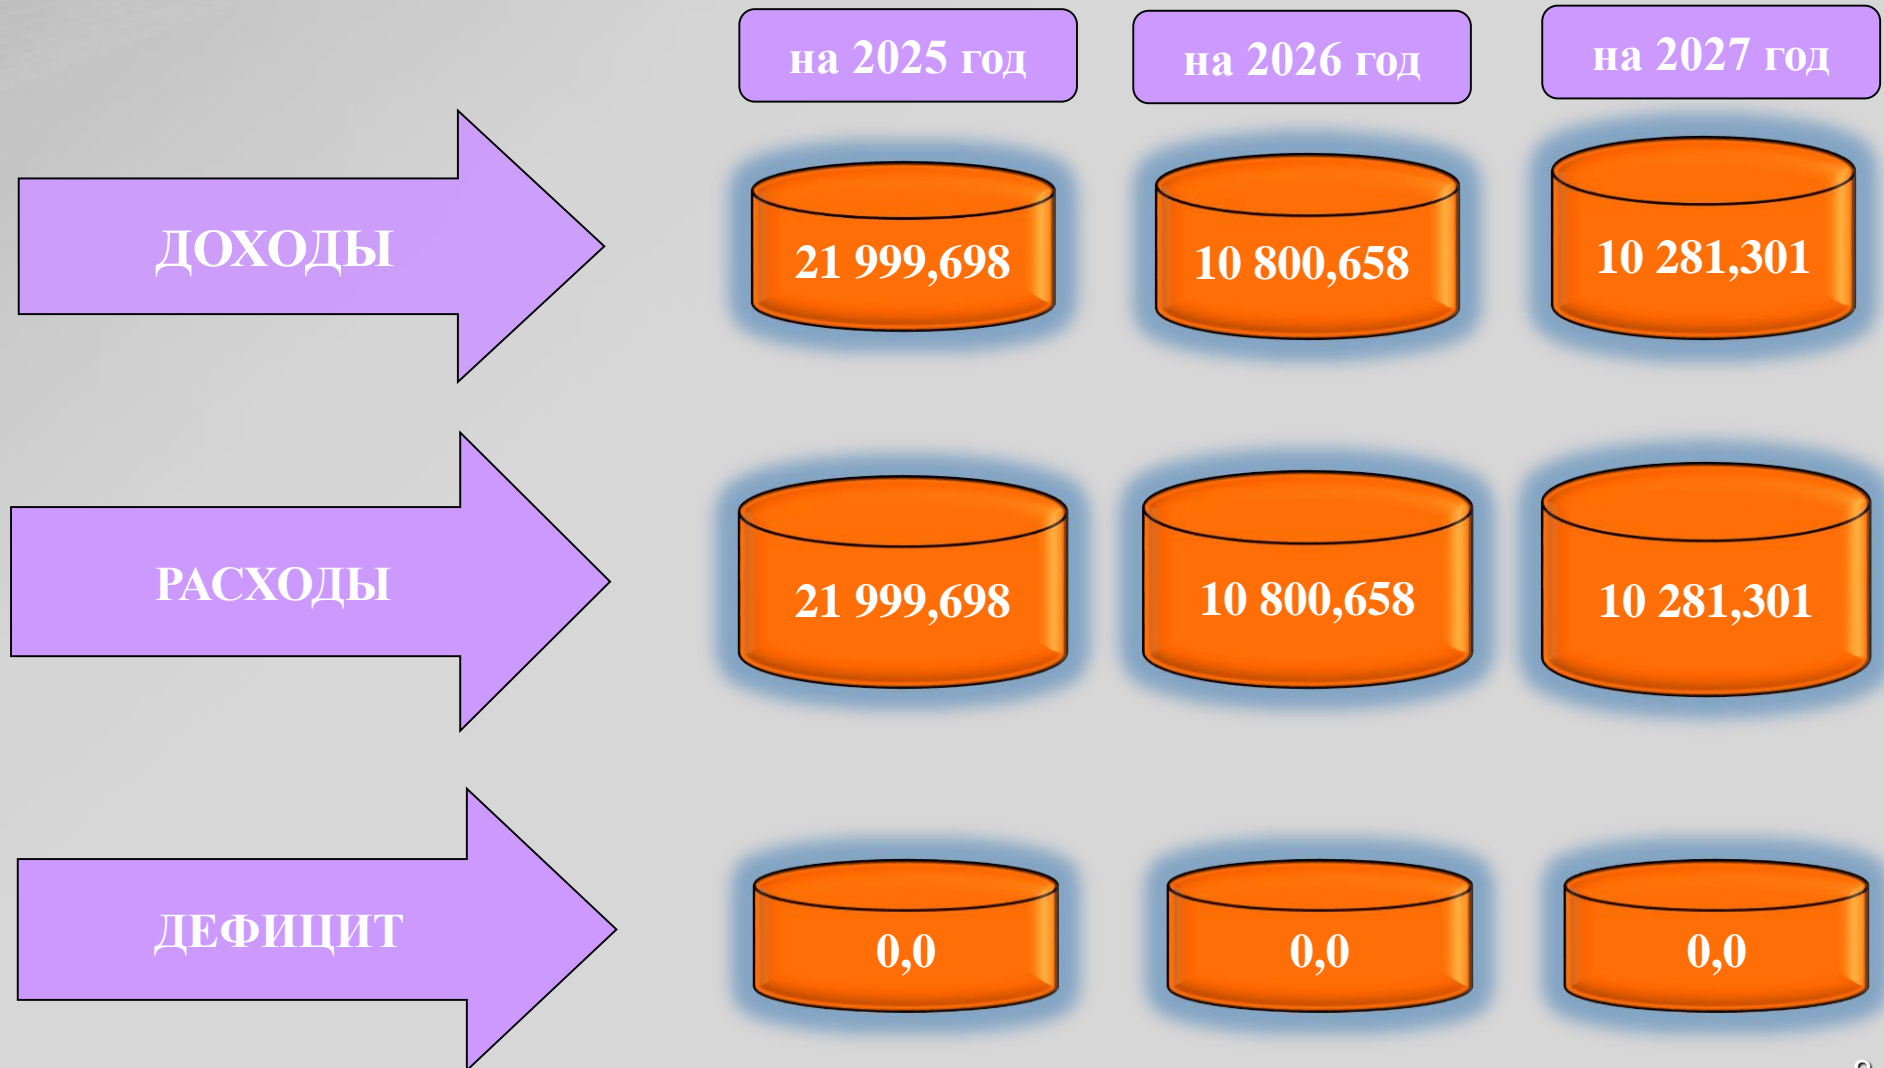 на 2025 год
на 2026 год
на 2027 год
ДОХОДЫ
21 999,698
10 800,658
10 281,301
РАСХОДЫ
21 999,698
10 800,658
10 281,301
ДЕФИЦИТ
0,0
0,0
0,0